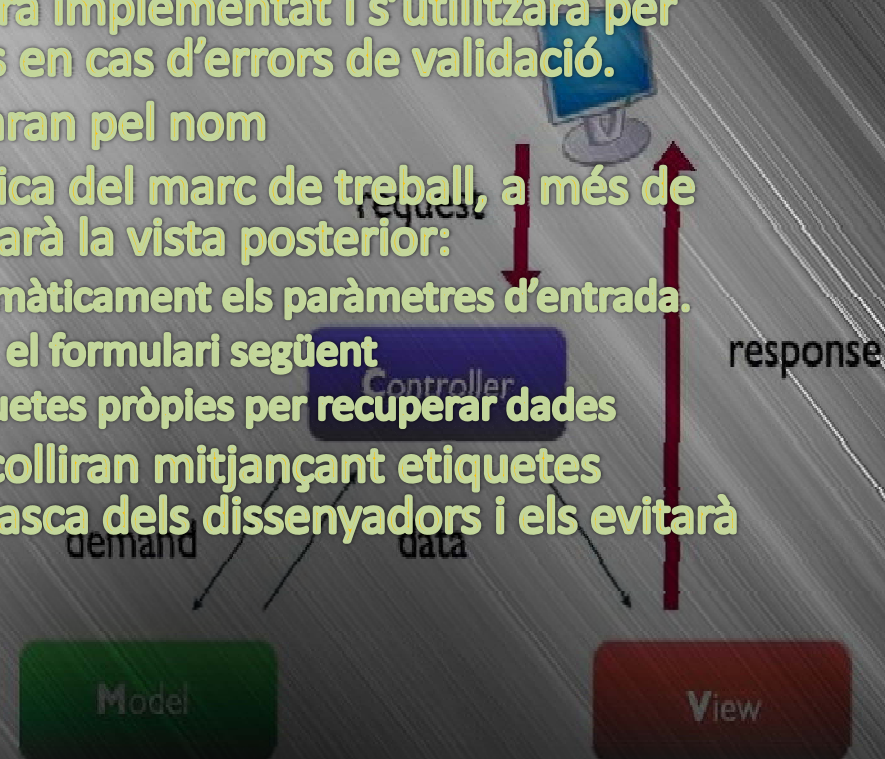 rà implementat i s'utilitzarà per
s en cas d'errors de validació.
aran pel nom
ica del marc de treball, a més de
request
arà la vista posterior:
màticament els paràmetres d'entrada.
el formulari següent
response
Controller
uetes pròpies per recuperar dades
colliran mitjançant etiquetes
asca dels dissenyadors i els evitarà
demand data
Model View